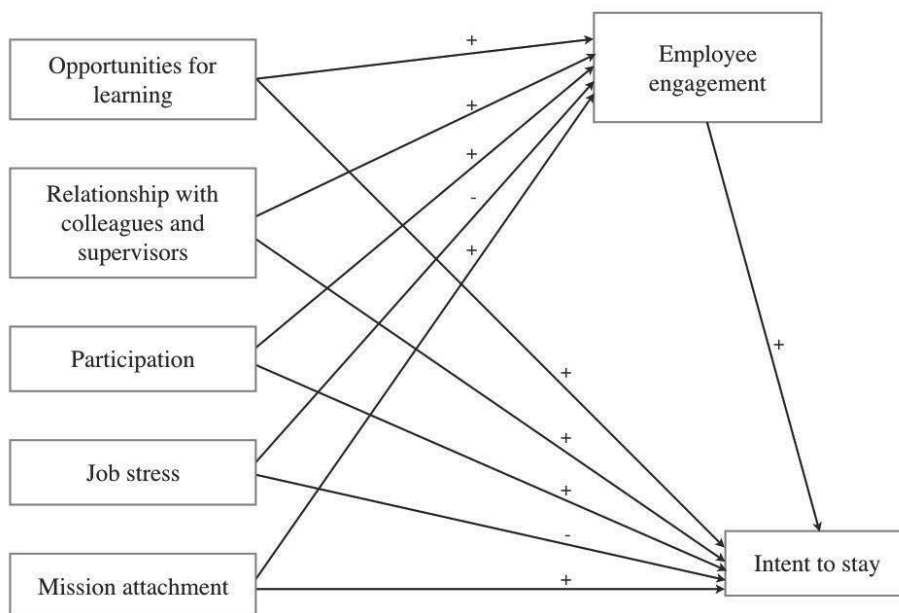 Opportunities for
learning
Relationship with
colleagues and
supervisors
Participation
Job stress
Mission attachment
Employee
engagement
Intent to stay
+
+
+
-
+
+
+
+
+
-
+